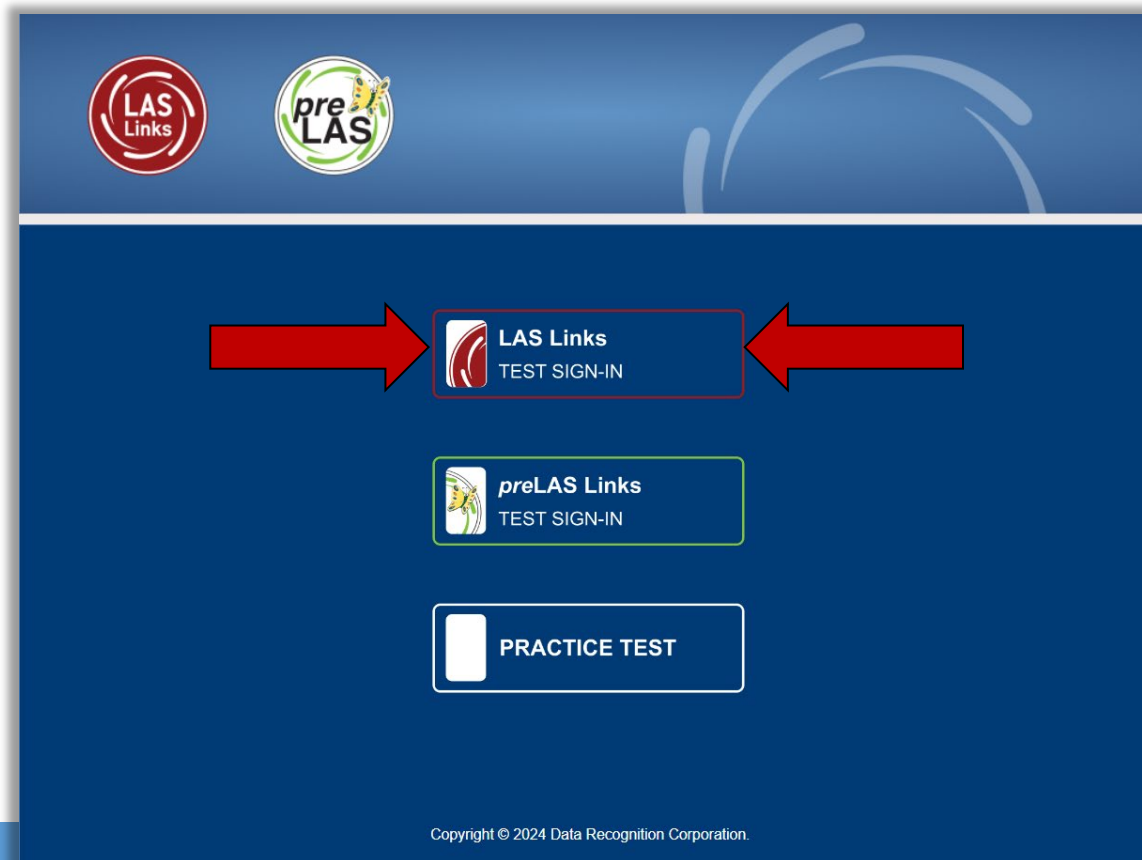 LAS
Links
pre
LAS
LAS Links
TEST SIGN-IN
preLAS Links
TEST SIGN-IN
PRACTICE TEST
Copyright © 2024 Data Recognition Corporation.